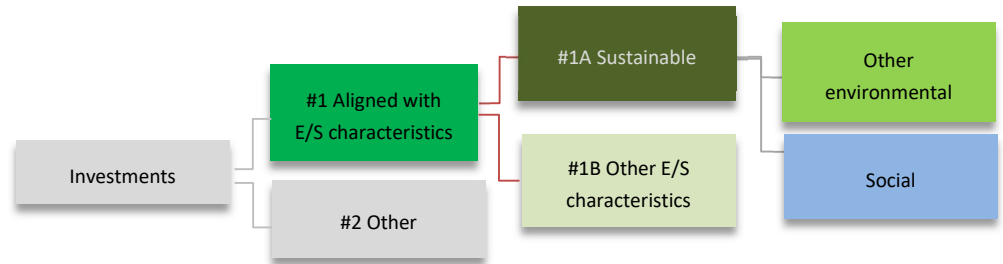 Investments
#1 Aligned with
E/S characteristics
#2 Other
#1A Sustainable
#1B Other E/S
characteristics
Other
environmental
Social